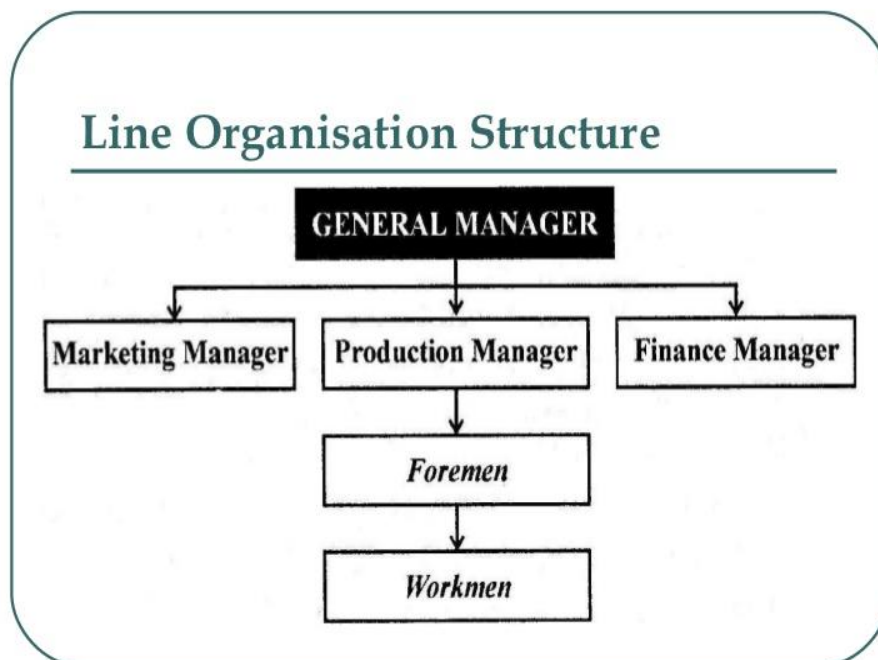 Line Organisation Structure
GENERAL MANAGER
Marketing Manager
Production Manager
Finance Manager
Foremen
Workmen